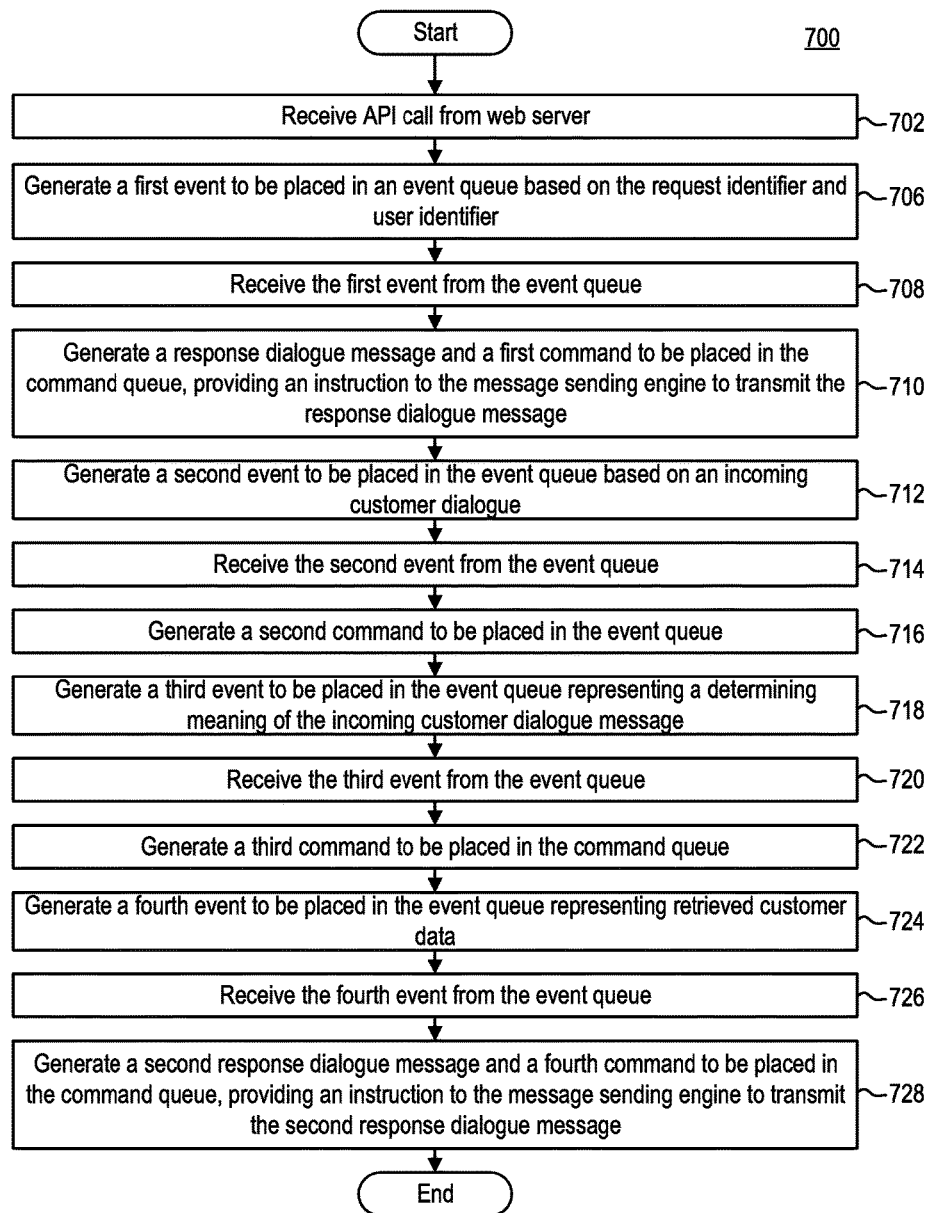 Start
700
Receive API call from web server
702
Generate a first event to be placed in an event queue based on the request identifier and
user identifier
706
Receive the first event from the event queue
708
Generate a response dialogue message and a first command to be placed in the
command queue, providing an instruction to the message sending engine to transmit the
response dialogue message
710
Generate a second event to be placed in the event queue based on an incoming
customer dialogue
712
Receive the second event from the event queue
714
Generate a second command to be placed in the event queue
716
Generate a third event to be placed in the event queue representing a determining
meaning of the incoming customer dialogue message
718
Receive the third event from the event queue
720
Generate a third command to be placed in the command queue
722
Generate a fourth event to be placed in the event queue representing retrieved customer
data
724
Receive the fourth event from the event queue
726
Generate a second response dialogue message and a fourth command to be placed in
the command queue, providing an instruction to the message sending engine to transmit
the second response dialogue message
728
End